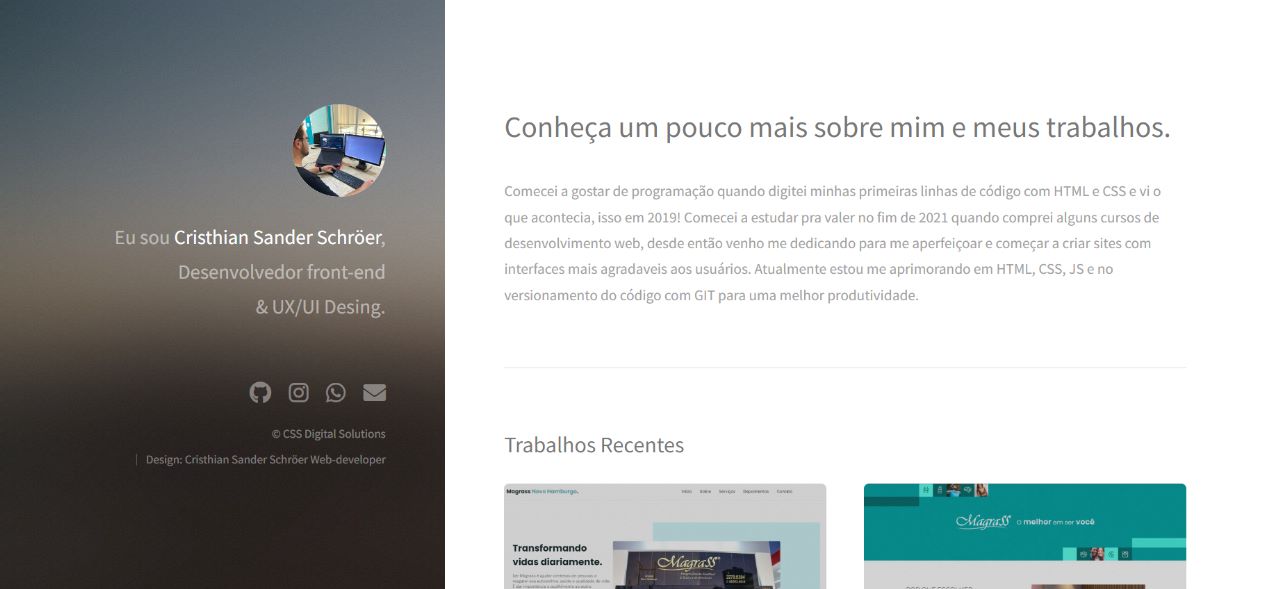 Eu sou Cristhian Sander Schröer,
Desenvolvedor front-end
& UX/UI Desing.
© CSS Digital Solutions
Design: Cristhian Sander Schröer Web-developer
Conheça um pouco mais sobre mim e meus trabalhos.
Comecei a gostar de programação quando digitei minhas primeiras linhas de código com HTML e CSS e vi o
que acontecia, isso em 2019! Comecei a estudar pra valer no fim de 2021 quando comprei alguns cursos de
desenvolvimento web, desde então venho me dedicando para me aperfeiçoar e começar a criar sites com
interfaces mais agradaveis aos usuários. Atualmente estou me aprimorando em HTML, CSS, JS e no
versionamento do código com GIT para uma melhor produtividade.
Trabalhos Recentes
Magrass Novo Hamburgo.
Início Sobre Serviços Depoimentos Contato
Transformando
vidas diariamente.
MagraSS
MagraSS O melhor em ser você